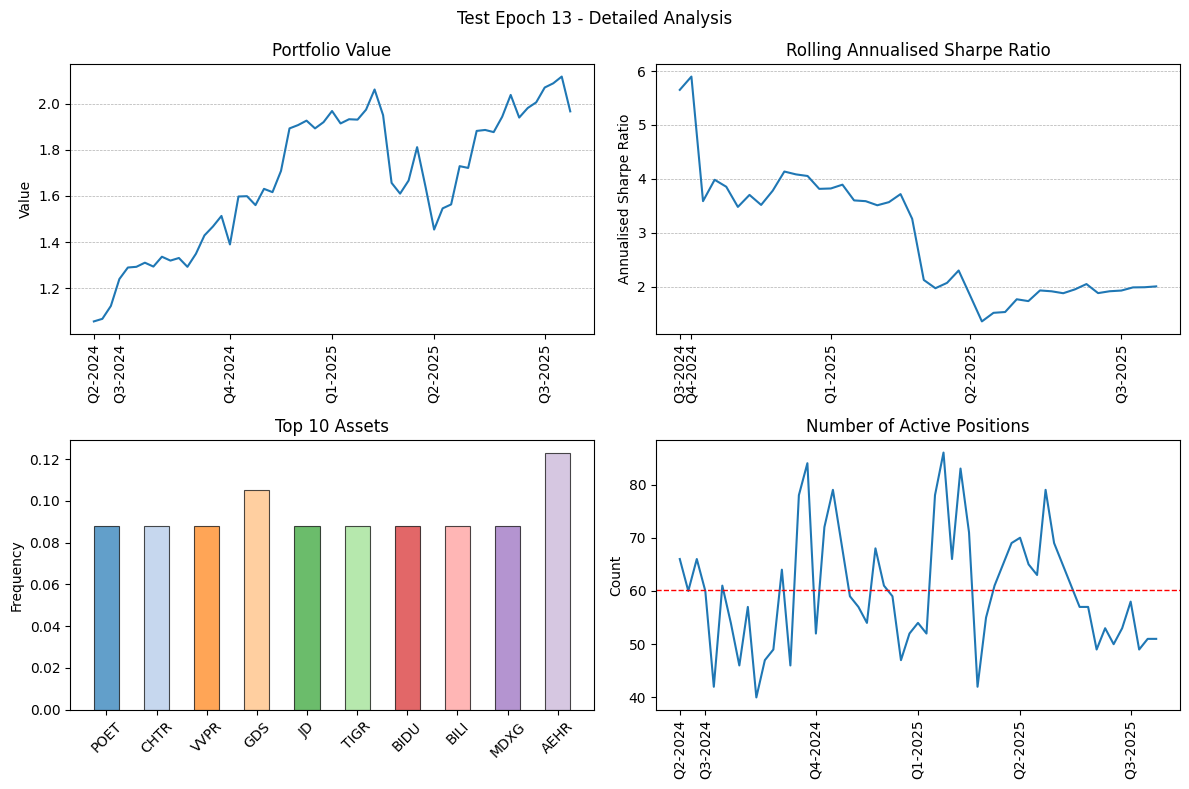 Test Epoch 13 - Detailed Analysis
Portfolio Value
Value
2.0
1.8
1.6
1.4
1.2
Q2-2024
Q3-2024
Q4-2024
Q1-2025
Q2-2025
Q3-2025
Rolling Annualised Sharpe Ratio
Annualised Sharpe Ratio
6
5
4
3
2
Q3-2024
Q4-2024
Q1-2025
Q2-2025
Q3-2025
Top 10 Assets
Frequency
0.12
0.10
0.08
0.06
0.04
0.02
0.00
POET
CHTR
VVPR
GDS
JD
TIGR
BIDU
BILI
MDXG
AEHR
Number of Active Positions
Count
80
70
60
50
40
Q2-2024
Q3-2024
Q4-2024
Q1-2025
Q2-2025
Q3-2025